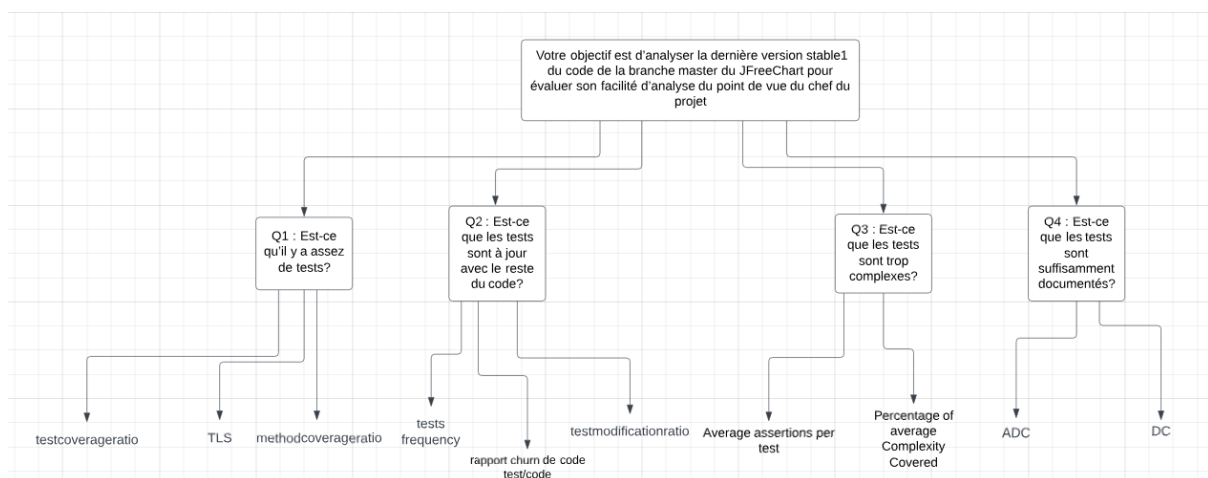 Votre objectif est d'analyser la dernière version stable1
du code de la branche master du JFreeChart pour
évaluer son facilité d'analyse du point de vue du chef du
projet
Q1 : Est-ce
qu'il y a assez
de tests?
Q2 : Est-ce
que les tests
sont à jour
avec le reste
du code?
Q3 : Est-ce
que les tests
sont trop
complexes?
Q4 : Est-ce
que les tests
sont
suffisamment
documentés?
testcoverageratio
TLS
methodcoverageratio
tests
frequency
rapport churn de code
test/code
testmodificationratio
Average assertions per
test
Percentage of
average
Complexity
Covered
ADC
DC